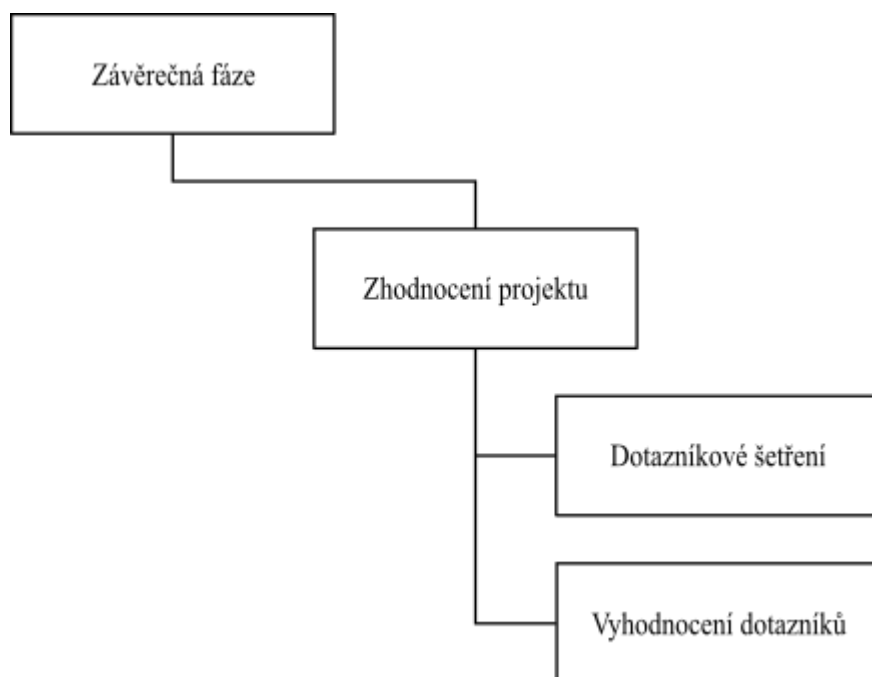 Závěrečná fáze
Zhodnocení projektu
Dotazníkové šetření
Vyhodnocení dotazníků